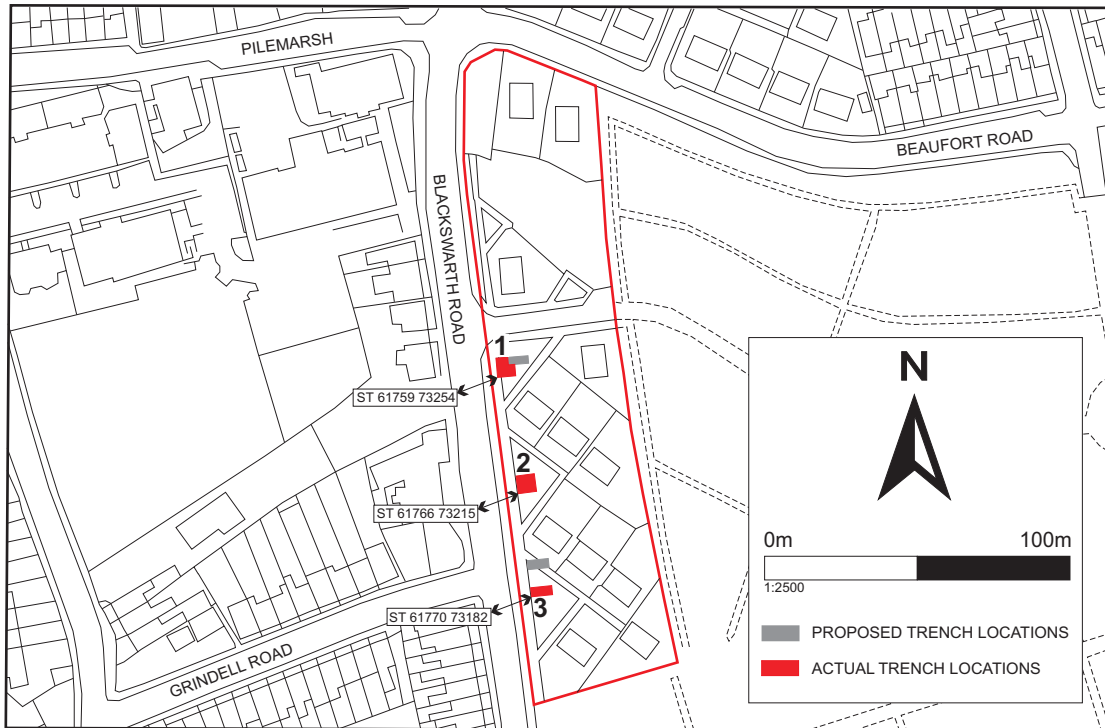 PILEMARSH
BEAUFORT ROAD
BLACKSWARTH ROAD
1
ST 61759 73254
2
ST 61766 73215
3
ST 61770 73182
GRINDELL ROAD
N
0m 100m
1:2500
PROPOSED TRENCH LOCATIONS
ACTUAL TRENCH LOCATIONS